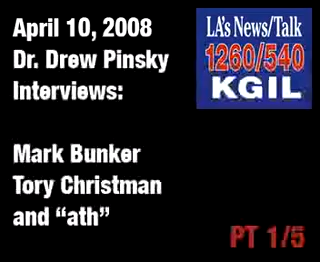 April 10, 2008
Dr. Drew Pinsky
Interviews:
Mark Bunker
Tory Christman
and “ath”
LA's News/Talk
1260/540
KGIL
PT 1/5